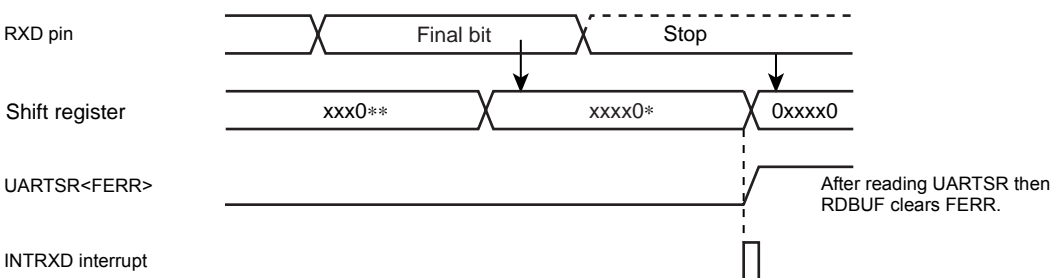 RXD pin
Final bit
Stop
Shift register
xxx0**
xxxx0*
0xxxx0
UARTSR<FERR>
After reading UARTSR then
RDBUF clears FERR.
INTRXD interrupt